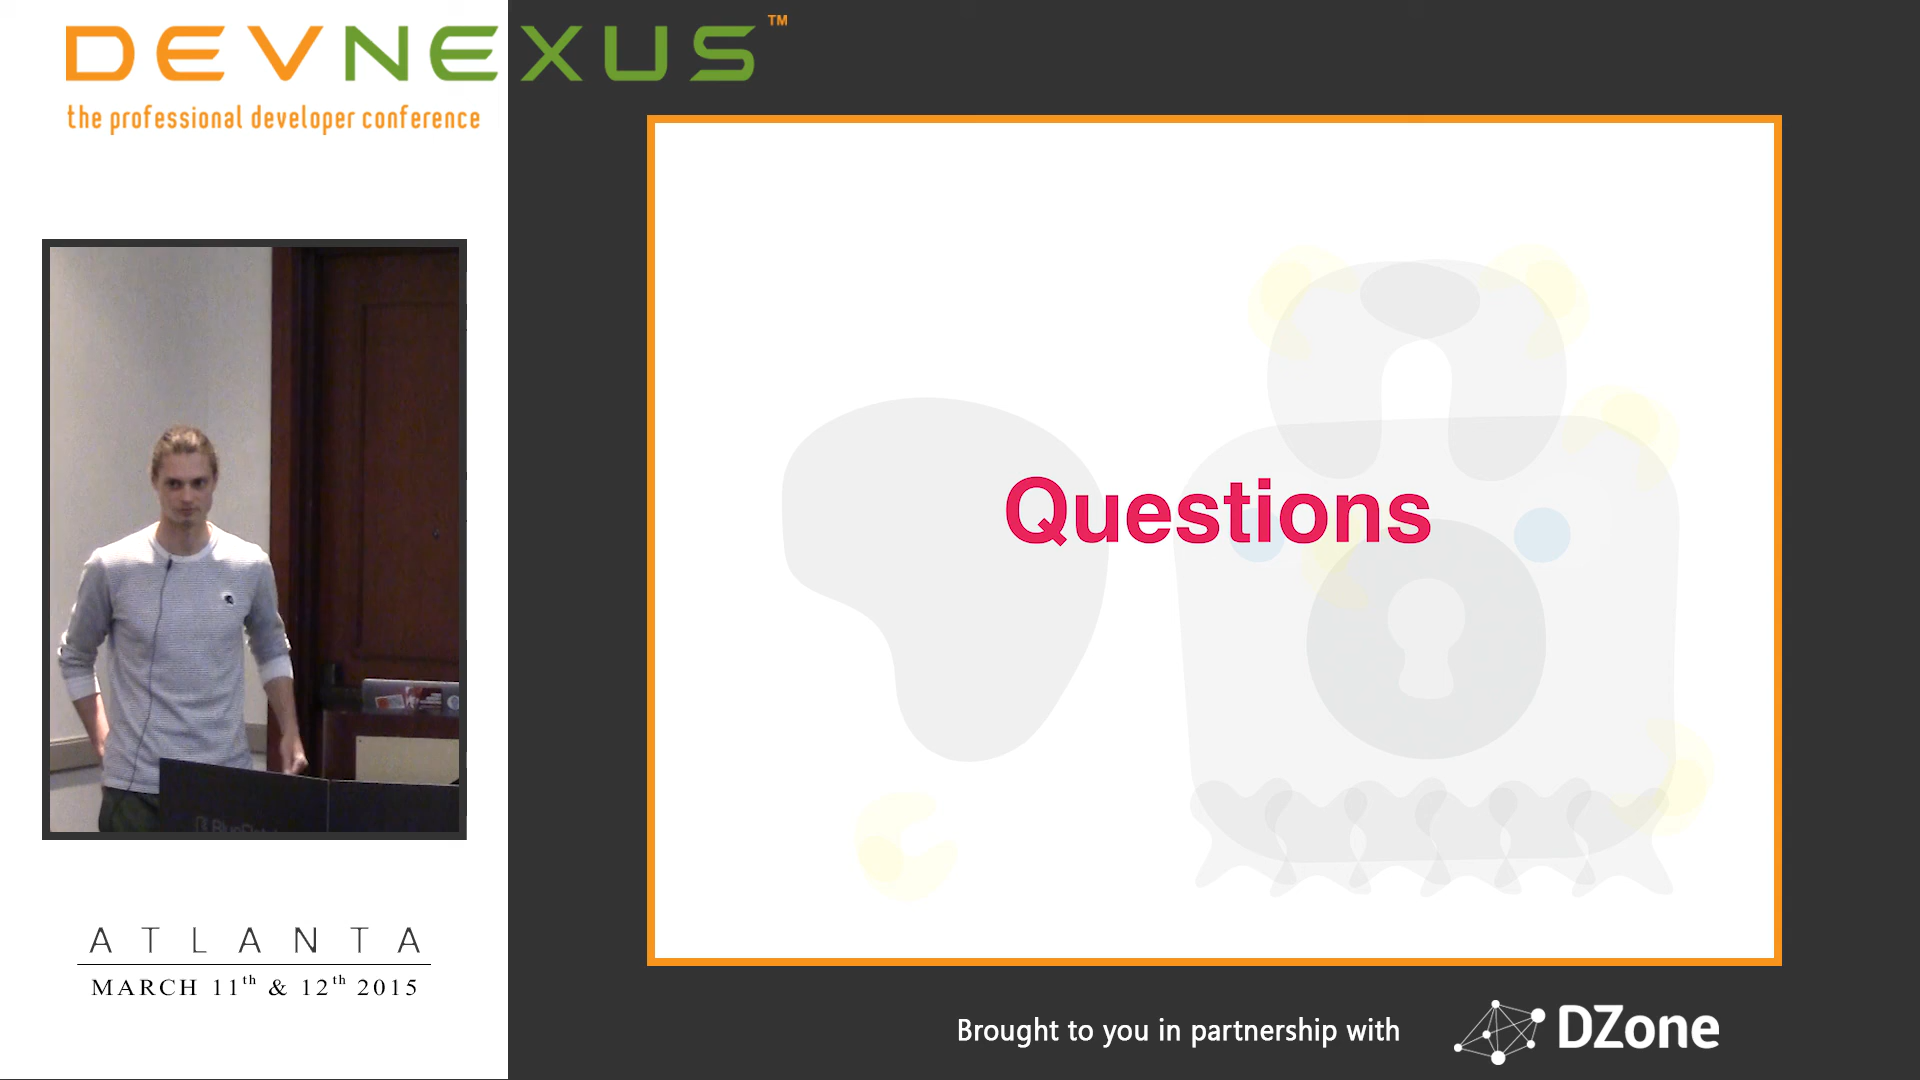 DEVNEXUS™
the professional developer conference
Questions
ATLANTA
MARCH 11th & 12th 2015
Brought to you in partnership with
DZone